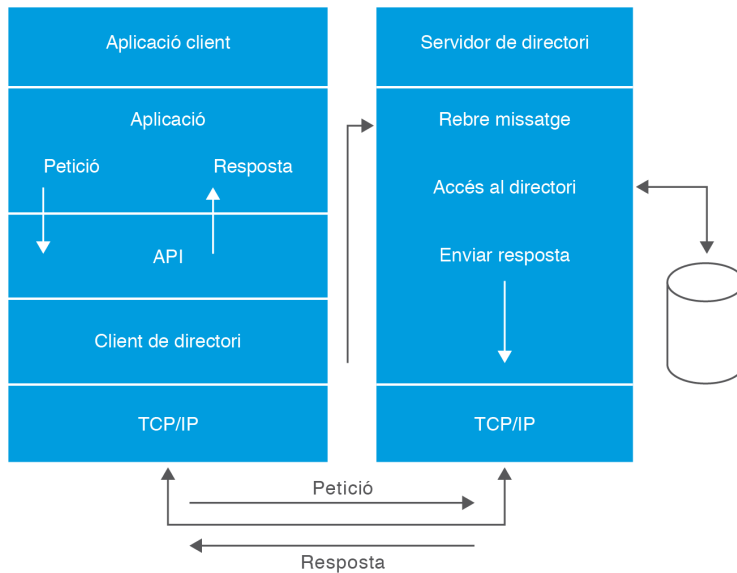 Aplicació client
Aplicació
Petició
Resposta
API
Client de directori
TCP/IP
Servidor de directori
Rebre missatge
Accés al directori
Enviar resposta
TCP/IP
Petició
Resposta